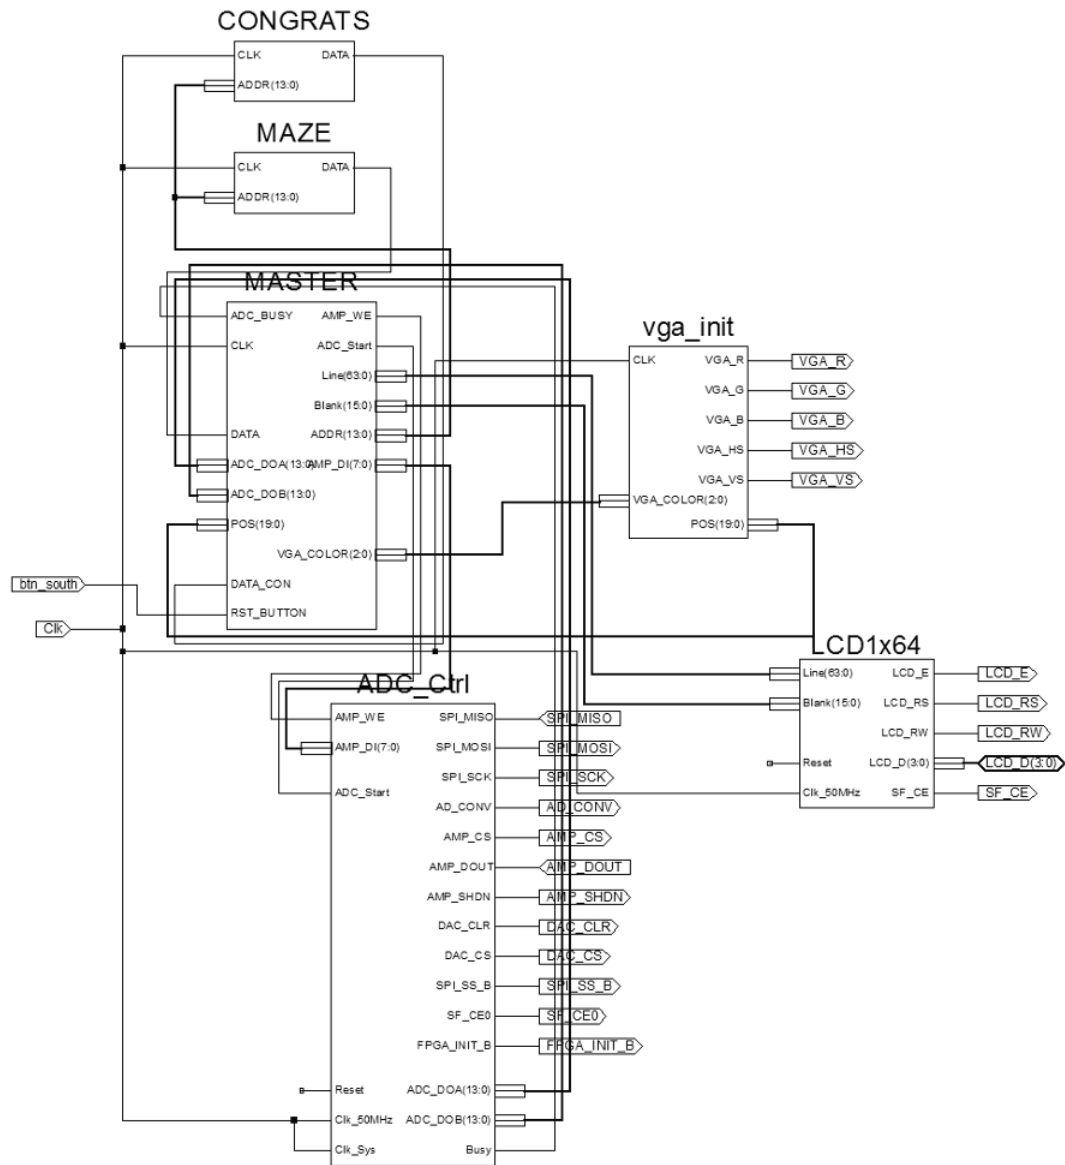 CONGRATS
CLK DATA
ADDR(13:0)
MAZE
CLK DATA
ADDR(13:0)
MASTER
ADC_BUSY AMP_WE
CLK ADC_Start
Line(63:0)
Blank(15:0)
DATA ADDR(13:0)
ADC_DOA(13:0) AMP_DI(7:0)
ADC_DOB(13:0)
POS(19:0)
VGA_COLOR(2:0)
DATA_CON
RST_BUTTON
btn_south
Clk
vga_init
CLK VGA_R VGA_R
VGA_G VGA_G
VGA_B VGA_B
VGA_HS VGA_HS
VGA_VS VGA_VS
VGA_COLOR(2:0)
POS(19:0)
LCD1x64
Line(63:0) LCD_E LCD_E
Blank(15:0) LCD_RS LCD_RS
LCD_RW LCD_RW
Reset LCD_D(3:0) LCD_D(3:0)
Clk_50MHz SF_CE SF_CE
ADC_Ctrl
AMP_WE SPI_MISO SPI_MISO
AMP_DI(7:0) SPI_MOSI SPI_MOSI
SPI_SCK SPI_SCK
ADC_Start AD_CONV AD_CONV
AMP_CS AMP_CS
AMP_DOUT AMP_DOUT
AMP_SHDN AMP_SHDN
DAC_CLR DAC_CLR
DAC_CS DAC_CS
SPI_SS_B SPI_SS_B
SF_CE0 SF_CE0
FPGA_INIT_B FPGA_INIT_B
Reset ADC_DOA(13:0)
Clk_50MHz ADC_DOB(13:0)
Clk_Sys Busy